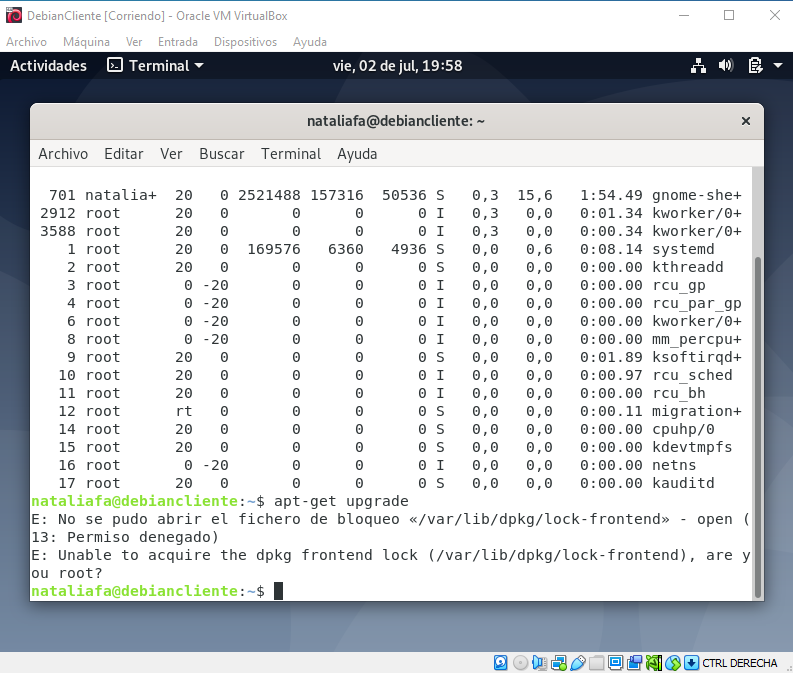 DebianCliente [Corriendo] - Oracle VM VirtualBox
Archivo Máquina Ver Entrada Dispositivos Ayuda
Actividades Terminal vie, 02 de jul, 19:58
nataliafa@debiancliente: ~
Archivo Editar Ver Buscar Terminal Ayuda
701 natalia+ 20 0 2521488 157316 50536 S 0,3 15,6 1:54.49 gnome-she+
2912 root 20 0 0 0 0 I 0,3 0,0 0:01.34 kworker/0+
3588 root 20 0 0 0 0 I 0,3 0,0 0:00.34 kworker/0+
1 root 20 0 169576 6360 4936 S 0,0 0,6 0:08.14 systemd
2 root 20 0 0 0 0 S 0,0 0,0 0:00.00 kthreadd
3 root 0 -20 0 0 0 I 0,0 0,0 0:00.00 rcu_gp
4 root 0 -20 0 0 0 I 0,0 0,0 0:00.00 rcu_par_gp
6 root 0 -20 0 0 0 I 0,0 0,0 0:00.00 kworker/0+
8 root 0 -20 0 0 0 I 0,0 0,0 0:00.00 mm_percpu+
9 root 20 0 0 0 0 S 0,0 0,0 0:01.89 ksoftirqd+
10 root 20 0 0 0 0 I 0,0 0,0 0:00.97 rcu_sched
11 root 20 0 0 0 0 I 0,0 0,0 0:00.00 rcu_bh
12 root rt 0 0 0 0 S 0,0 0,0 0:00.11 migration+
14 root 20 0 0 0 0 S 0,0 0,0 0:00.00 cpuhp/0
15 root 20 0 0 0 0 S 0,0 0,0 0:00.00 kdevtmpfs
16 root 0 -20 0 0 0 I 0,0 0,0 0:00.00 netns
17 root 20 0 0 0 0 S 0,0 0,0 0:00.00 kauditd
nataliafa@debiancliente:~$ apt-get upgrade
E: No se pudo abrir el fichero de bloqueo «/var/lib/dpkg/lock-frontend» - open (
13: Permiso denegado)
E: Unable to acquire the dpkg frontend lock (/var/lib/dpkg/lock-frontend), are y
ou root?
nataliafa@debiancliente:~$
CTRL DERECHA